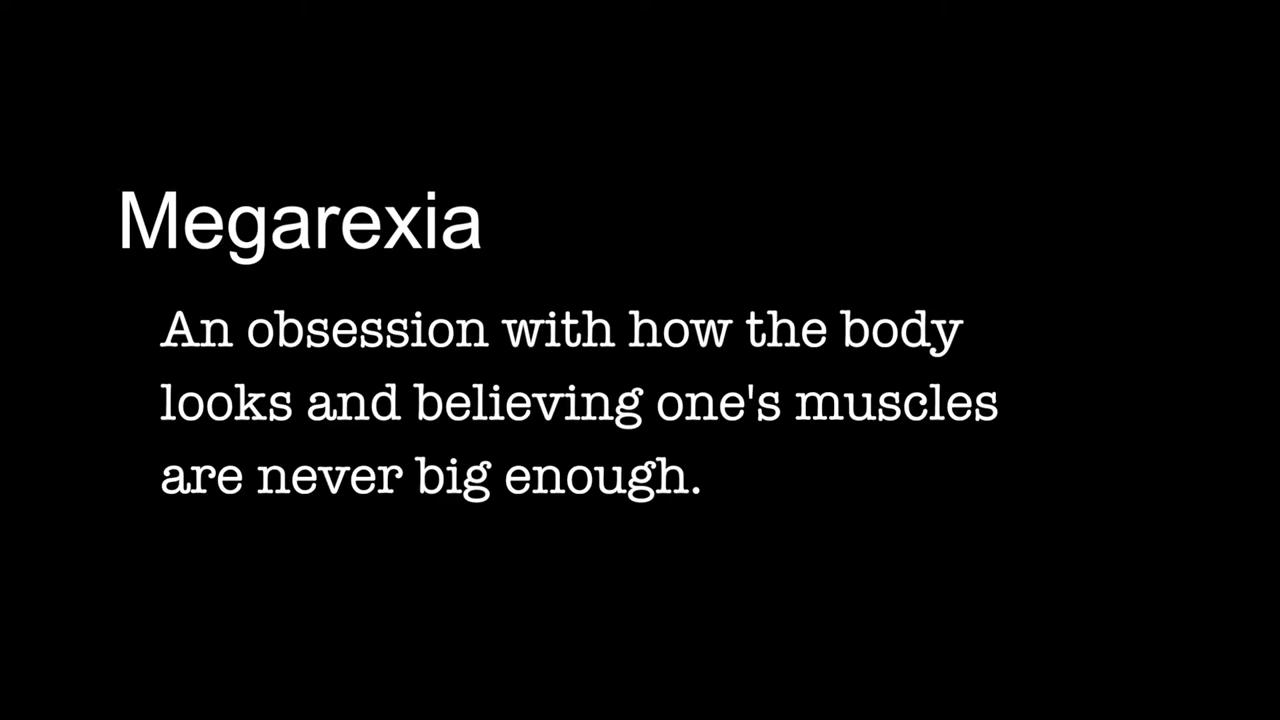 Megarexia
An obsession with how the body
looks and believing one's muscles
are never big enough.